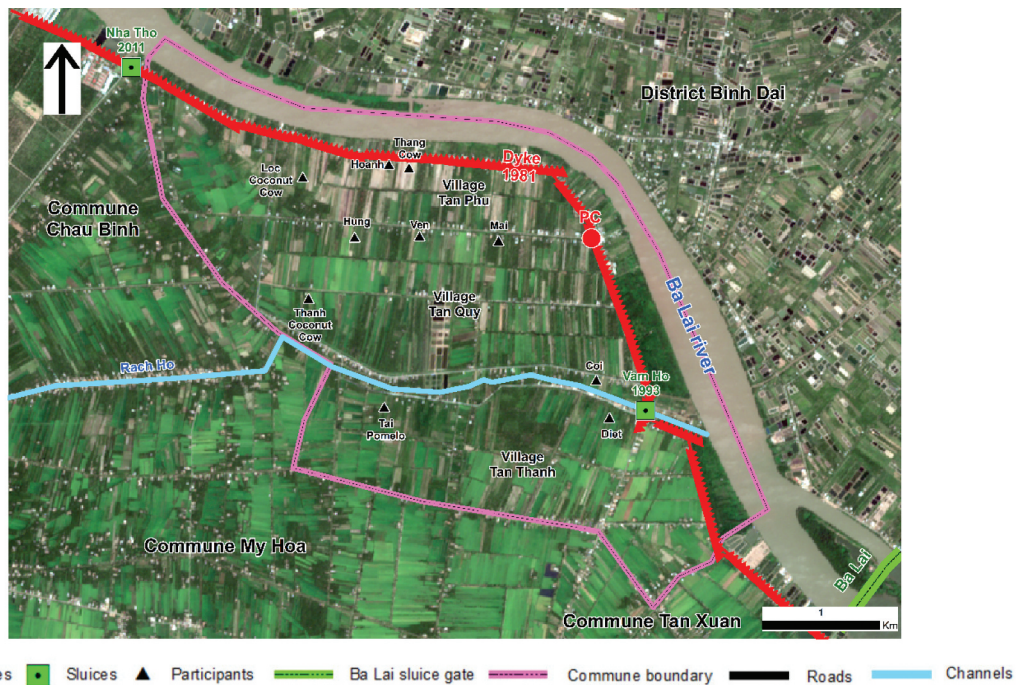 Nha Tho
2011
District Binh Dai
Thang
Cow
Hoanh
Dyke
1981
Loc
Coconut
Cow
Village
Tan Phu
Commune
Chau Binh
PC
Hung
Ven
Mai
Ba Lai river
Village
Tan Quy
Thanh
Coconut
Cow
Rach Ho
Coi
Vam Ho
1993
Tai
Pomelo
Diet
Village
Tan Thanh
Commune My Hoa
Ba Lai
Commune Tan Xuan
1
Km
es Sluices Participants Ba Lai sluice gate Commune boundary Roads Channels